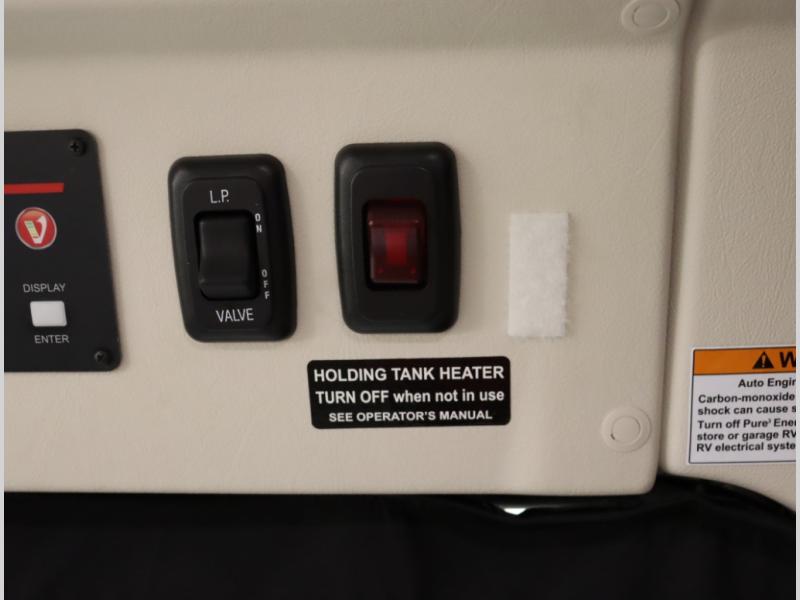 DISPLAY
ENTER
L.P.
ON
OFF
VALVE
HOLDING TANK HEATER
TURN OFF when not in use
SEE OPERATOR'S MANUAL
W
Auto Engin
Carbon-monoxide
shock can cause s
Turn off Pure³ Ener
store or garage RV
RV electrical syste